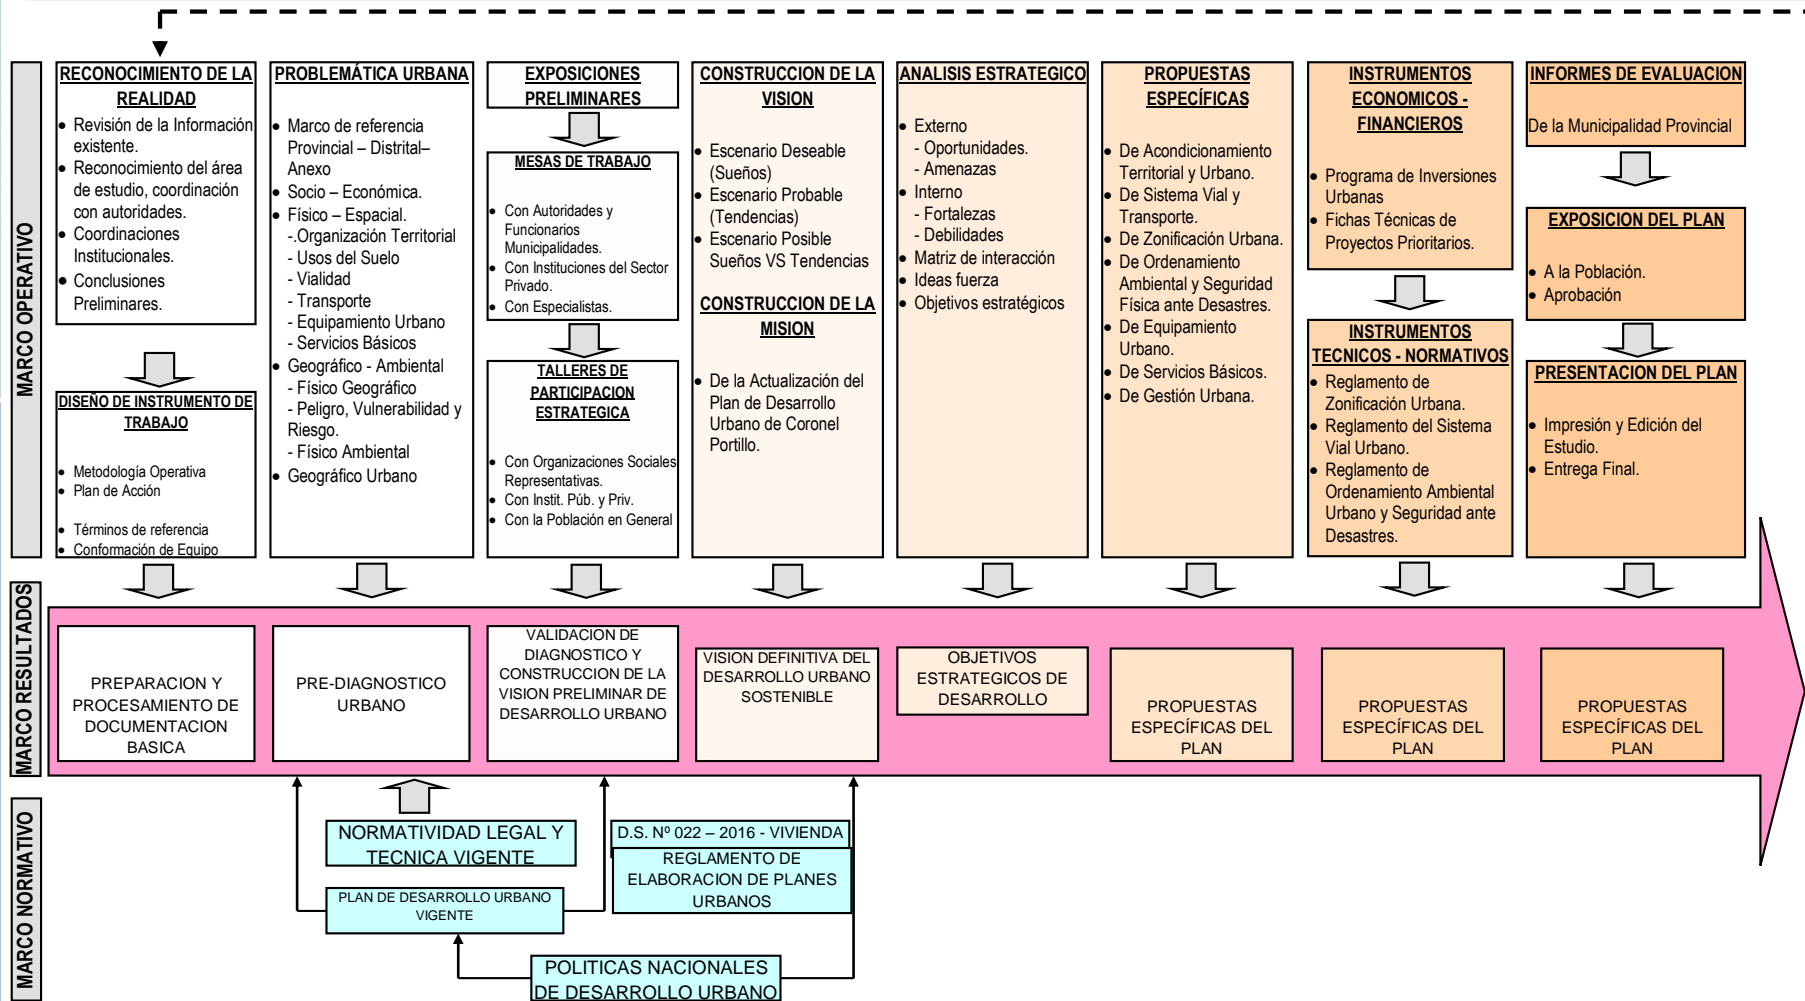 MARCO OPERATIVO
RECONOCIMIENTO DE LA
REALIDAD
• Revisión de la Información
existente.
• Reconocimiento del área
de estudio, coordinación
con autoridades.
• Coordinaciones
Institucionales.
• Conclusiones
Preliminares.
DISEÑO DE INSTRUMENTO DE
TRABAJO
• Metodología Operativa
• Plan de Acción
• Términos de referencia
• Conformación de Equipo
PROBLEMÁTICA URBANA
• Marco de referencia
Provincial – Distrital–
Anexo
• Socio – Económica.
• Físico – Espacial.
-.Organización Territorial
- Usos del Suelo
- Vialidad
- Transporte
- Equipamiento Urbano
- Servicios Básicos
• Geográfico - Ambiental
- Físico Geográfico
- Peligro, Vulnerabilidad y
Riesgo.
- Físico Ambiental
• Geográfico Urbano
EXPOSICIONES
PRELIMINARES
MESAS DE TRABAJO
• Con Autoridades y
Funcionarios
Municipalidades.
• Con Instituciones del Sector
Privado.
• Con Especialistas.
TALLERES DE
PARTICIPACION
ESTRATEGICA
• Con Organizaciones Sociales
Representativas.
• Con Instit. Púb. y Priv.
• Con la Población en General
CONSTRUCCION DE LA
VISION
• Escenario Deseable
(Sueños)
• Escenario Probable
(Tendencias)
• Escenario Posible
Sueños VS Tendencias
CONSTRUCCION DE LA
MISION
• De la Actualización del
Plan de Desarrollo
Urbano de Coronel
Portillo.
ANALISIS ESTRATEGICO
• Externo
- Oportunidades.
- Amenazas
• Interno
- Fortalezas
- Debilidades
• Matriz de interacción
• Ideas fuerza
• Objetivos estratégicos
PROPUESTAS
ESPECÍFICAS
• De Acondicionamiento
Territorial y Urbano.
• De Sistema Vial y
Transporte.
• De Zonificación Urbana.
• De Ordenamiento
Ambiental y Seguridad
Física ante Desastres.
• De Equipamiento
Urbano.
• De Servicios Básicos.
• De Gestión Urbana.
INSTRUMENTOS
ECONOMICOS -
FINANCIEROS
• Programa de Inversiones
Urbanas
• Fichas Técnicas de
Proyectos Prioritarios.
INSTRUMENTOS
TECNICOS - NORMATIVOS
• Reglamento de
Zonificación Urbana.
• Reglamento del Sistema
Vial Urbano.
• Reglamento de
Ordenamiento Ambiental
Urbano y Seguridad ante
Desastres.
INFORMES DE EVALUACION
De la Municipalidad Provincial
EXPOSICION DEL PLAN
• A la Población.
• Aprobación
PRESENTACION DEL PLAN
• Impresión y Edición del
Estudio.
• Entrega Final.
MARCO RESULTADOS
PREPARACION Y
PROCESAMIENTO DE
DOCUMENTACION
BASICA
PRE-DIAGNOSTICO
URBANO
VALIDACION DE
DIAGNOSTICO Y
CONSTRUCCION DE LA
VISION PRELIMINAR DE
DESARROLLO URBANO
VISION DEFINITIVA DEL
DESARROLLO URBANO
SOSTENIBLE
OBJETIVOS
ESTRATEGICOS DE
DESARROLLO
PROPUESTAS
ESPECÍFICAS DEL
PLAN
PROPUESTAS
ESPECÍFICAS DEL
PLAN
PROPUESTAS
ESPECÍFICAS DEL
PLAN
MARCO NORMATIVO
NORMATIVIDAD LEGAL Y
TECNICA VIGENTE
PLAN DE DESARROLLO URBANO
VIGENTE
D.S. Nº 022 – 2016 - VIVIENDA
REGLAMENTO DE
ELABORACION DE PLANES
URBANOS
POLITICAS NACIONALES
DE DESARROLLO URBANO